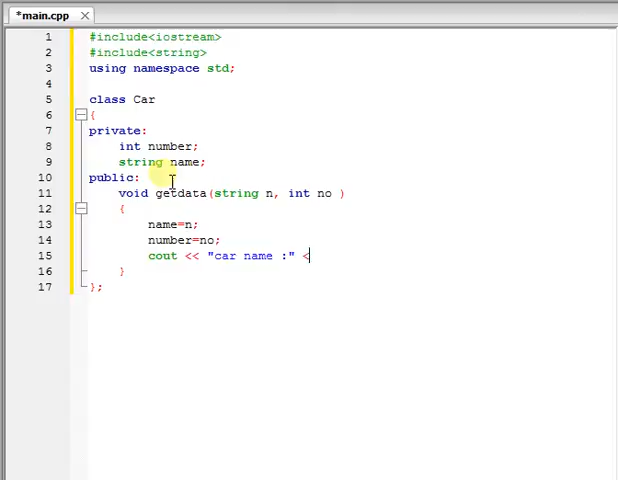 *main.cpp
1 #include<iostream>
2 #include<string>
3 using namespace std;
4
5 class Car
6 {
7 private:
8 int number;
9 string name;
10 public:
11 void getdata(string n, int no )
12 {
13 name=n;
14 number=no;
15 cout << "car name :" <
16 }
17 };